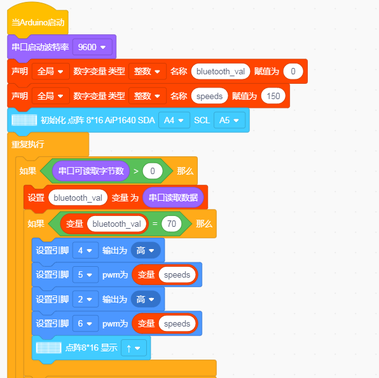 当Arduino启动
串口启动波特率 9600
声明 全局 数字变量 类型 整数 名称 bluetooth_val 赋值为 0
声明 全局 数字变量 类型 整数 名称 speeds 赋值为 150
初始化 点阵 8*16 AiP1640 SDA A4 SCL A5
重复执行
如果 串口可读取字节数 > 0 那么
设置 bluetooth_val 变量 为 串口读取数据
如果 变量 bluetooth_val = 70 那么
设置引脚 4 输出为 高
设置引脚 5 pwm为 变量 speeds
设置引脚 2 输出为 高
设置引脚 6 pwm为 变量 speeds
点阵8*16 显示 ↑